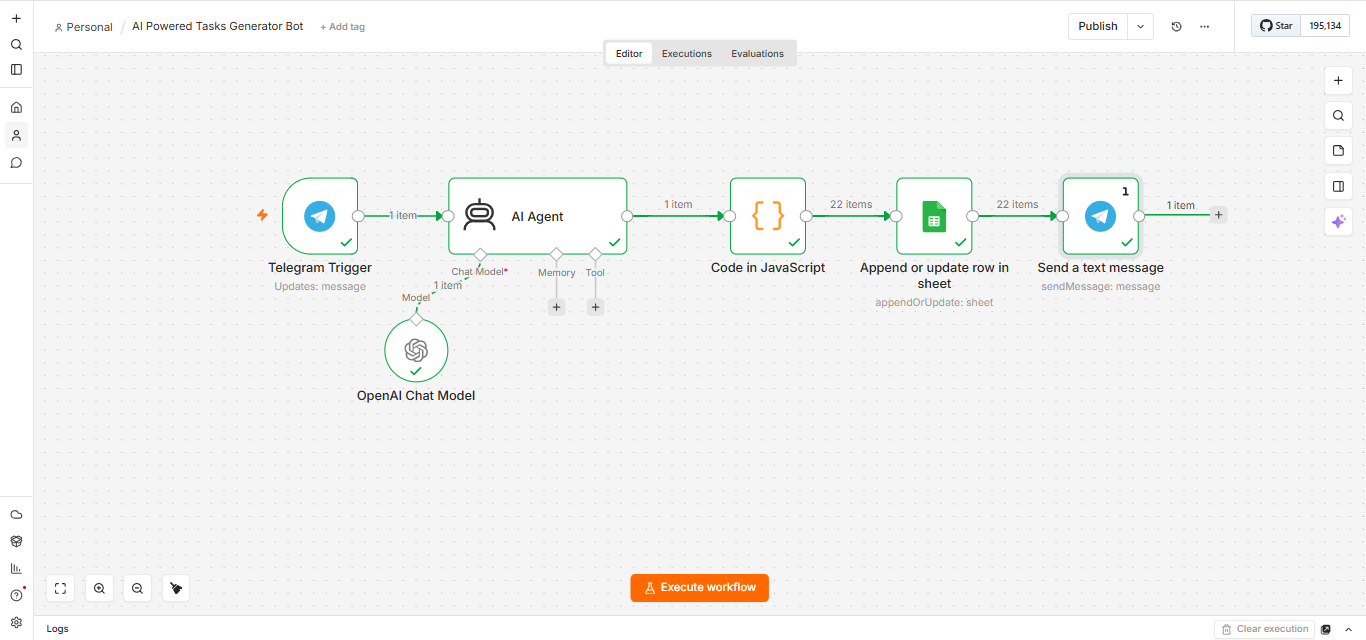 Personal / AI Powered Tasks Generator Bot + Add tag
Publish
Star 195,134
Editor Executions Evaluations
1 item
AI Agent
1 item
22 items
22 items
1
1 item
Telegram Trigger
Updates: message
Chat Model*
Memory
Tool
1 item
Model
OpenAI Chat Model
Code in JavaScript
Append or update row in
sheet
appendOrUpdate: sheet
Send a text message
sendMessage: message
Execute workflow
Logs
Clear execution